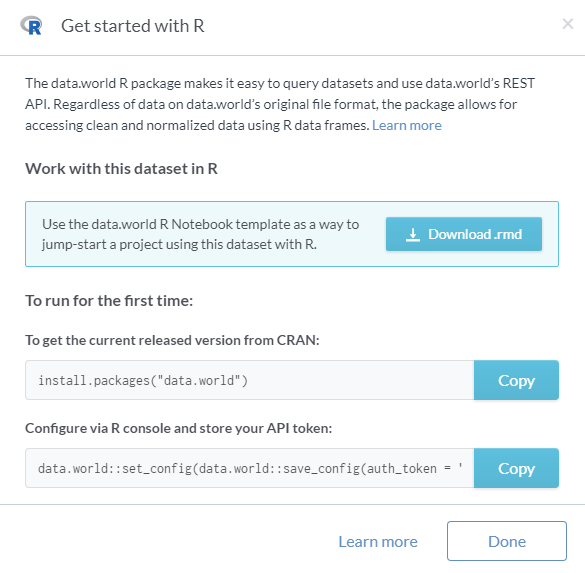 R Get started with R ×
The data.world R package makes it easy to query datasets and use data.world's REST
API. Regardless of data on data.world's original file format, the package allows for
accessing clean and normalized data using R data frames. Learn more
Work with this dataset in R
Use the data.world R Notebook template as a way to
jump-start a project using this dataset with R.
Download .rmd
To run for the first time:
To get the current released version from CRAN:
install.packages("data.world")
Copy
Configure via R console and store your API token:
data.world::set_config(data.world::save_config(auth_token = '
Copy
Learn more
Done